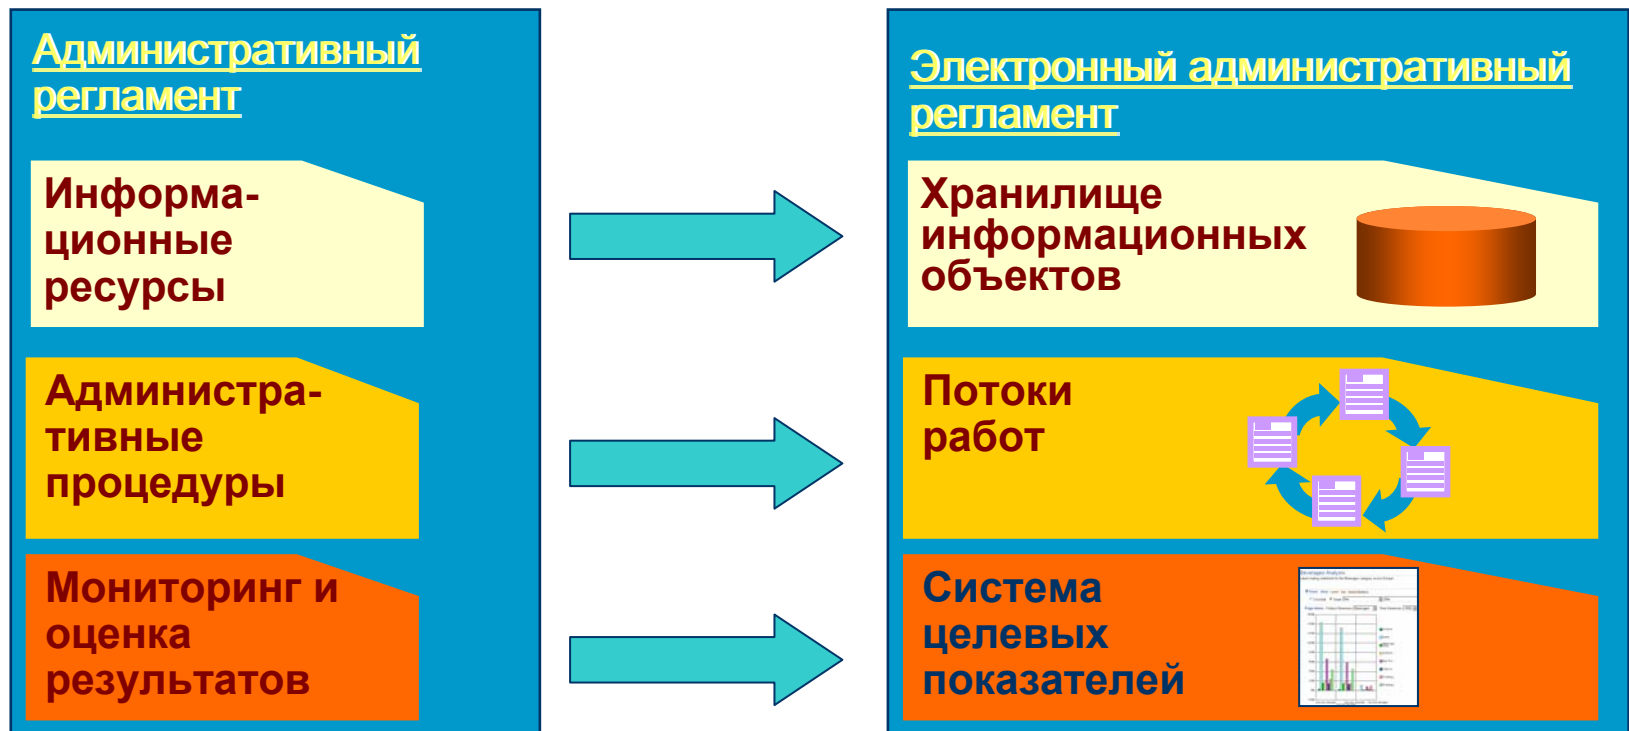 Административный
регламент
Информа-
ционные
ресурсы
Администра-
тивные
процедуры
Мониторинг и
оценка
результатов
Электронный административный
регламент
Хранилище
информационных
объектов
Потоки
работ
Система
целевых
показателей